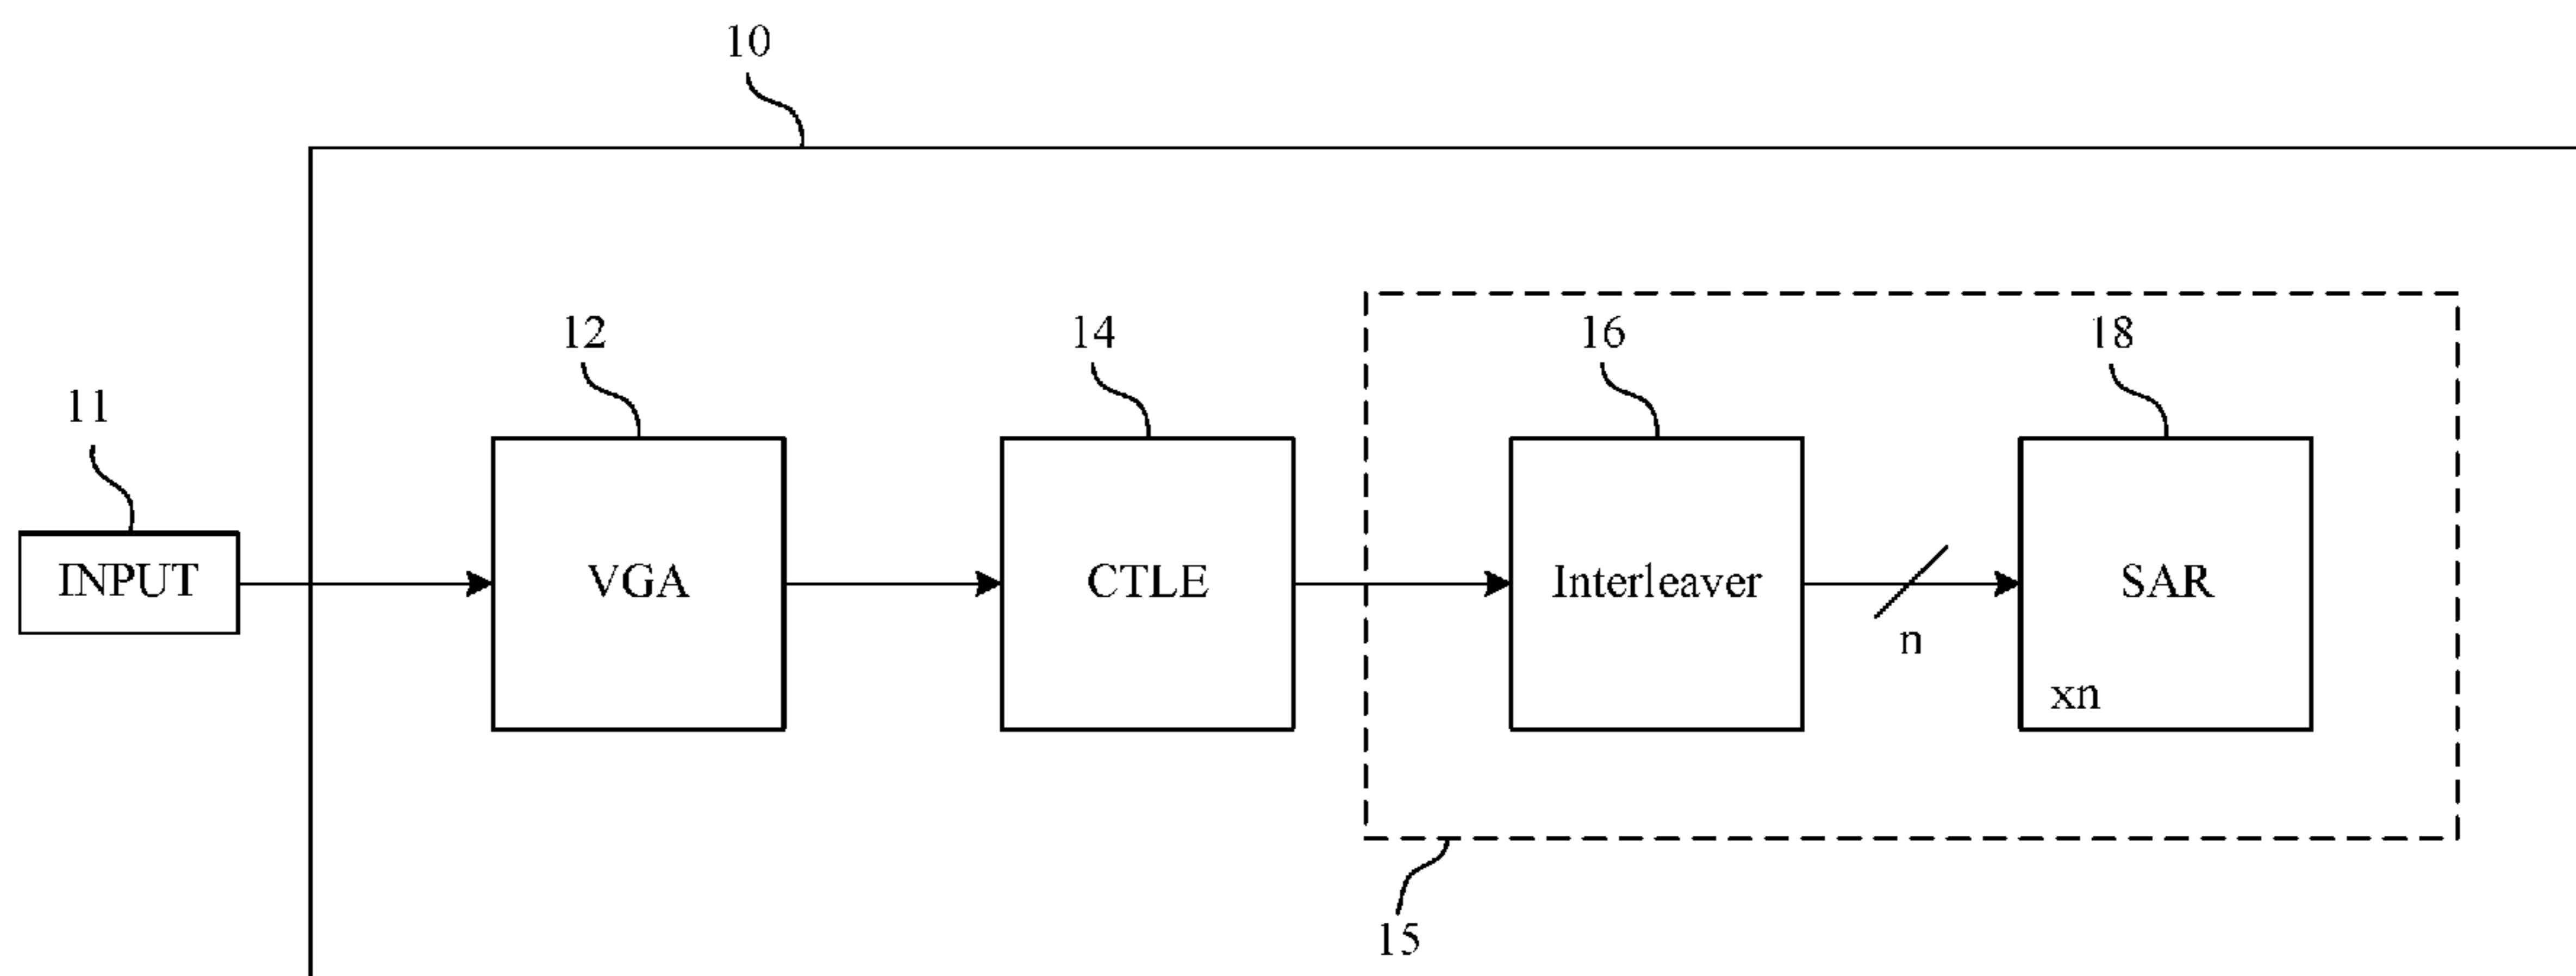 10
12
14
16
18
11
INPUT
VGA
CTLE
Interleaver
SAR
n
xn
15